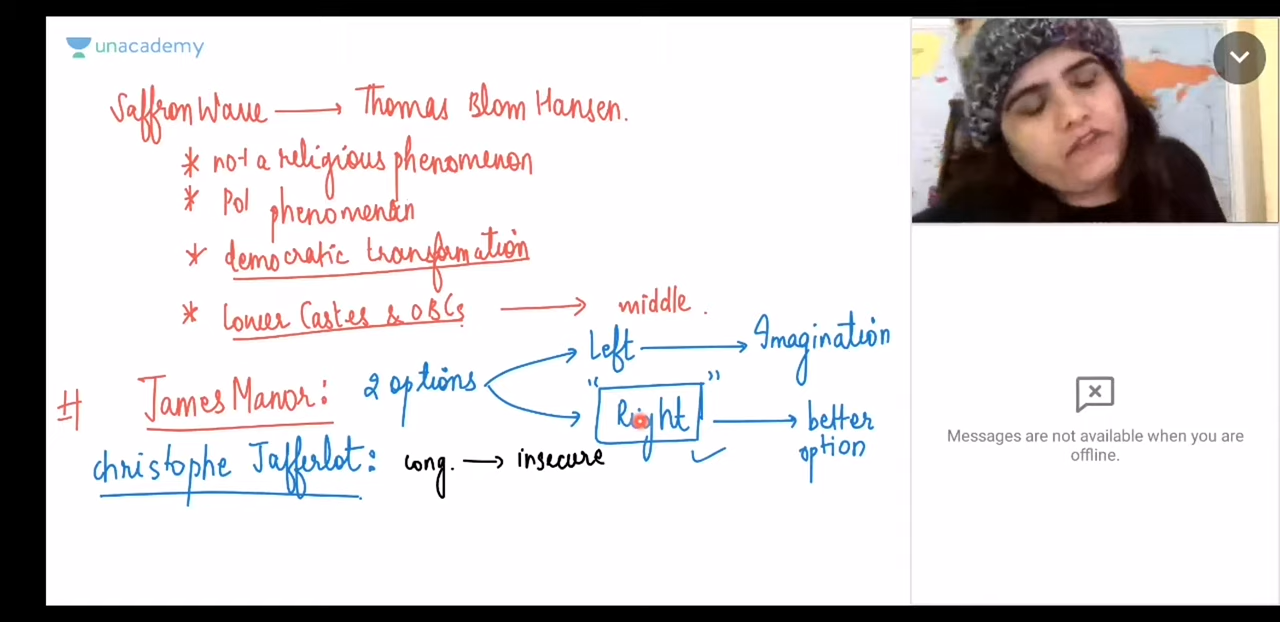 unacademy
Saffron Wave → Thomas Blom Hansen.
* not a religious phenomenon
* Pol phenomenan
* democratic transformation
* Lower Castes & OBCs → middle.
# James Manor: 2 options
Left → Imagination
"Right" → better option
christophe Jafferlot: cong. → insecure
Messages are not available when you are
offline.